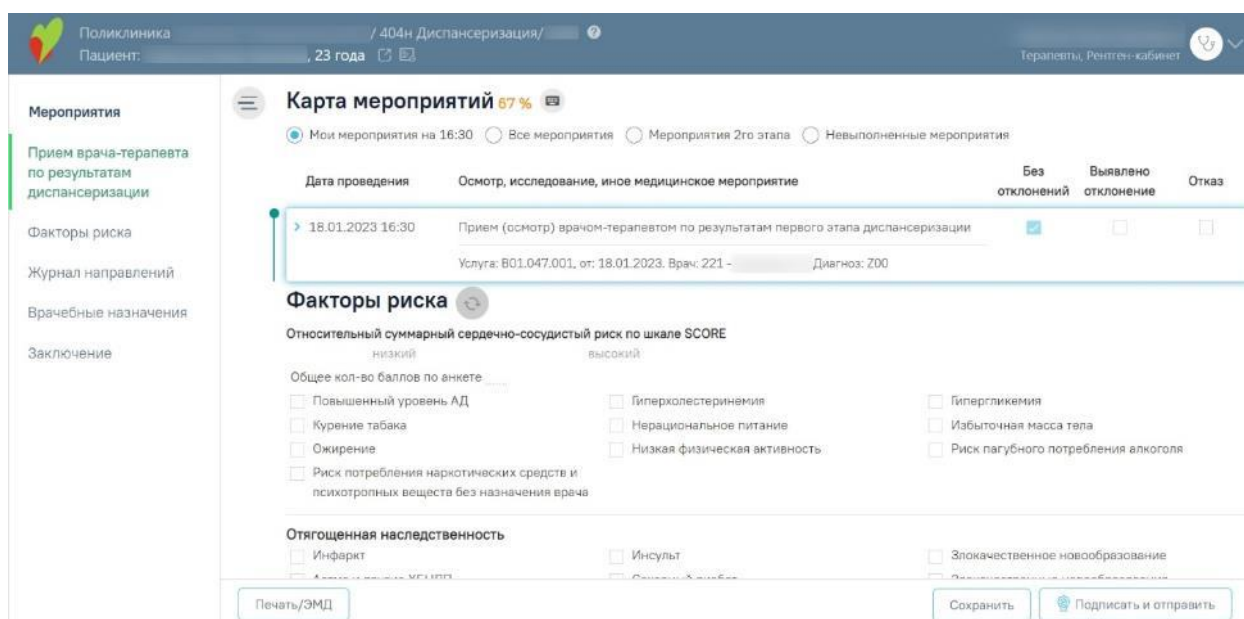 Поликлиника / 404н Диспансеризация/
Пациент: , 23 года
Терапевты, Рентген-кабинет
Мероприятия
Прием врача-терапевта
по результатам
диспансеризации
Факторы риска
Журнал направлений
Врачебные назначения
Заключение
Карта мероприятий 67 %
Мои мероприятия на 16:30 Все мероприятия Мероприятия 2го этапа Невыполненные мероприятия
Дата проведения Осмотр, исследование, иное медицинское мероприятие Без отклонений Выявлено отклонение Отказ
18.01.2023 16:30 Прием (осмотр) врачом-терапевтом по результатам первого этапа диспансеризации
Услуга: B01.047.001, от: 18.01.2023. Врач: 221 - Диагноз: Z00
Факторы риска
Относительный суммарный сердечно-сосудистый риск по шкале SCORE
низкий высокий
Общее кол-во баллов по анкете
Повышенный уровень АД Гиперхолестеринемия Гипергликемия
Курение табака Нерациональное питание Избыточная масса тела
Ожирение Низкая физическая активность Риск пагубного потребления алкоголя
Риск потребления наркотических средств и
психотропных веществ без назначения врача
Отягощенная наследственность
Инфаркт Инсульт Злокачественное новообразование
Печать/ЭМД Сохранить Подписать и отправить